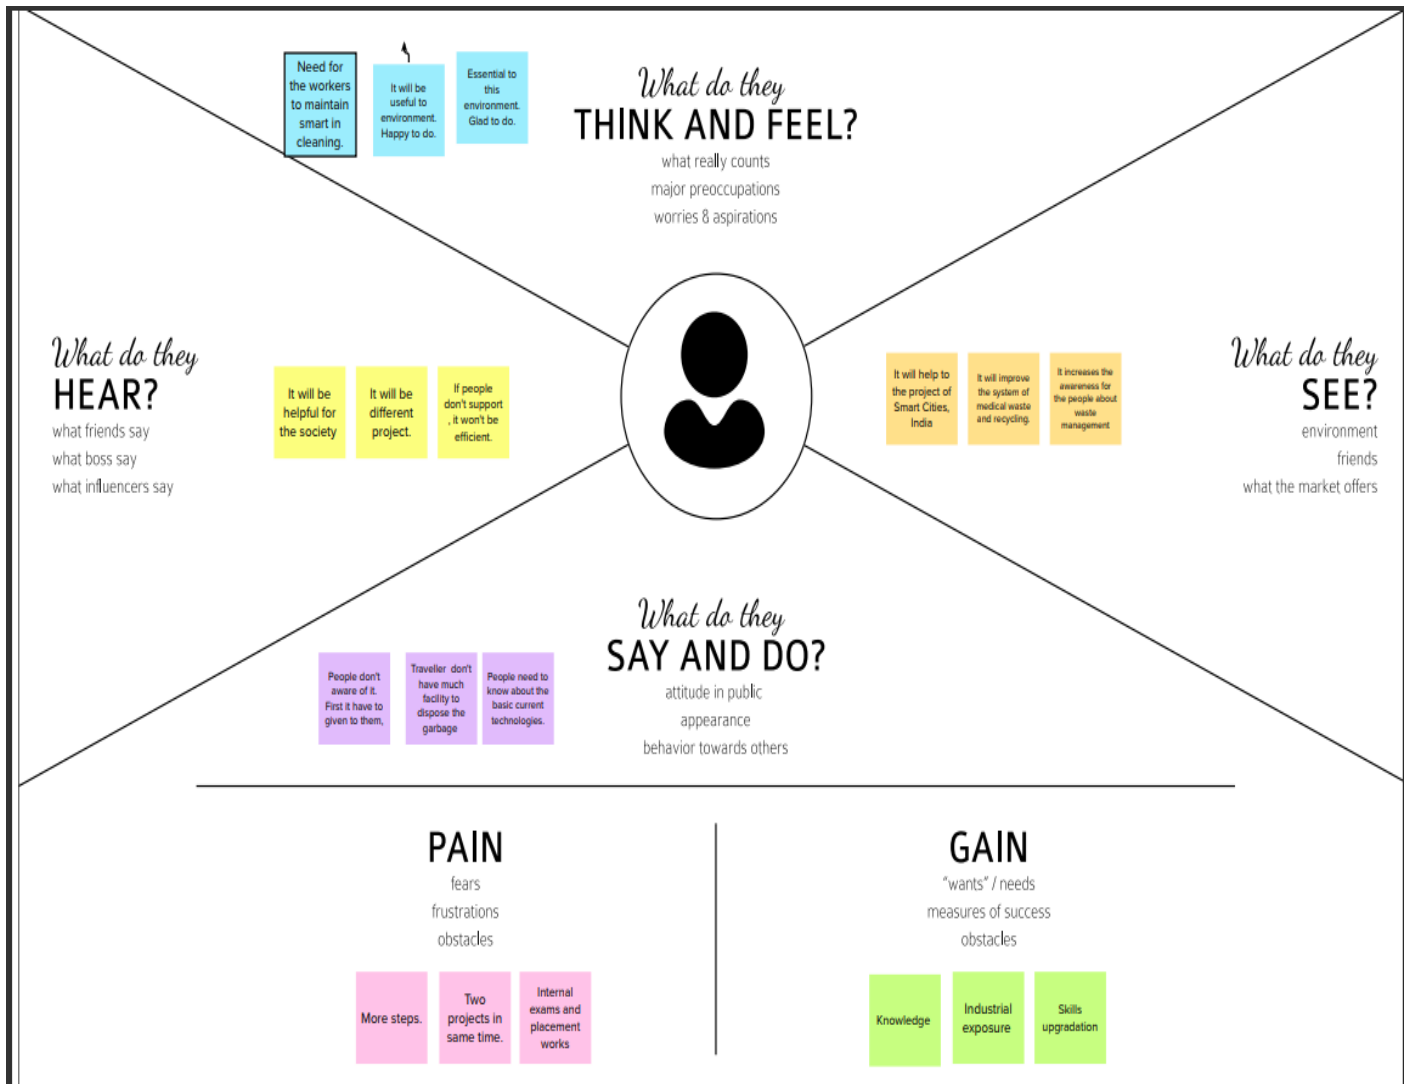 Need for
the workers
to maintain
smart in
cleaning.
It will be
useful to
environment.
Happy to do.
Essential to
this
environment.
Glad to do.
What do they
THINK AND FEEL?
what really counts
major preoccupations
worries & aspirations
What do they
HEAR?
what friends say
what boss say
what influencers say
It will be
helpful for
the society
It will be
different
project.
If people
don't support
, it won't be
efficient.
It will help to
the project of
Smart Cities,
India
It will improve
the system of
medical waste
and recycling.
It increases the
awareness for
the people about
waste
management
What do they
SEE?
environment
friends
what the market offers
What do they
SAY AND DO?
attitude in public
appearance
behavior towards others
People don't
aware of it.
First it have to
given to them,
Traveller don't
have much
facility to
dispose the
garbage
People need to
know about the
basic current
technologies.
PAIN
fears
frustrations
obstacles
More steps.
Two
projects in
same time.
Internal
exams and
placement
works
GAIN
"wants" / needs
measures of success
obstacles
Knowledge
Industrial
exposure
Skills
upgradation